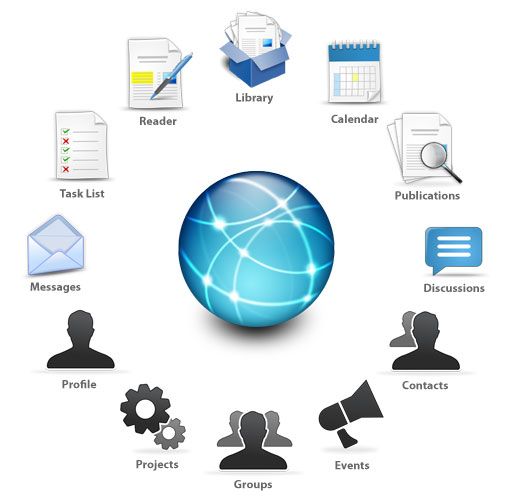 Library
Reader
Calendar
Task List
Publications
Messages
Discussions
Profile
Contacts
Projects
Events
Groups